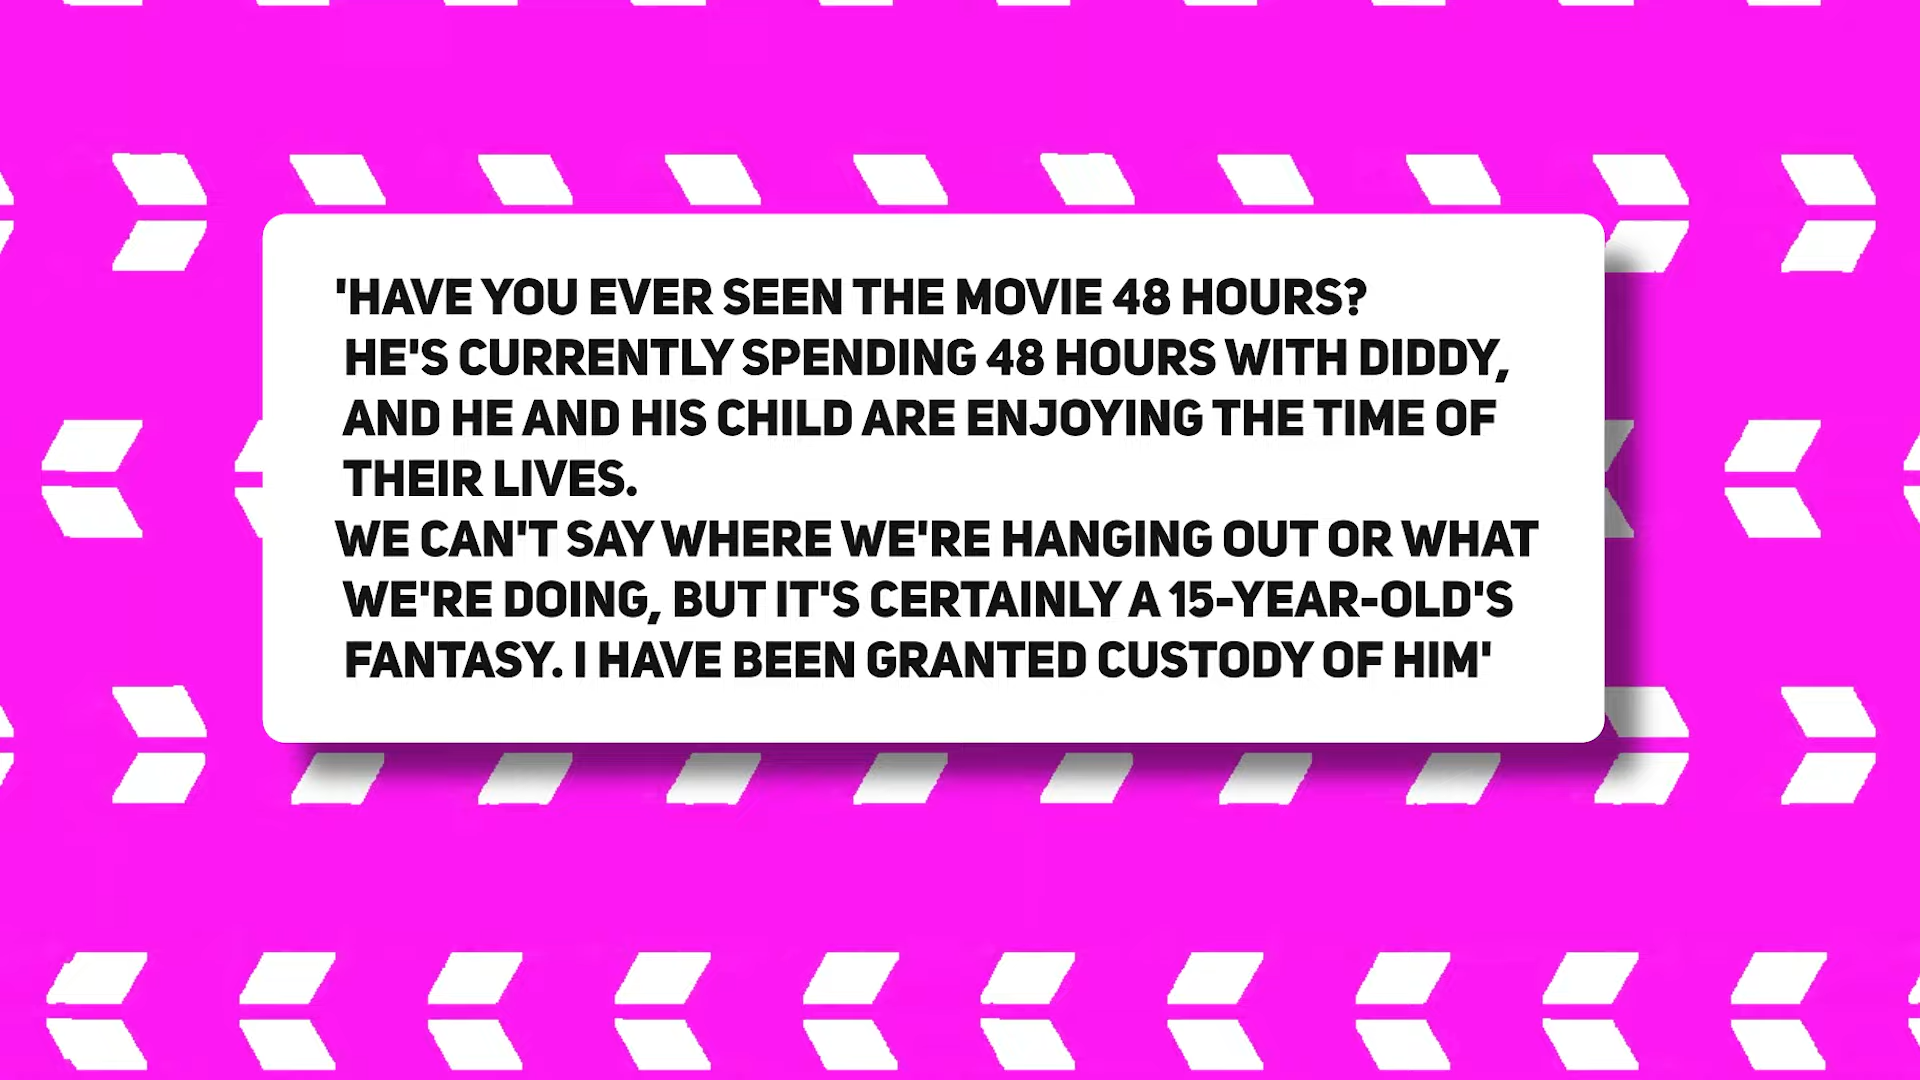 'HAVE YOU EVER SEEN THE MOVIE 48 HOURS?
HE'S CURRENTLY SPENDING 48 HOURS WITH DIDDY,
AND HE AND HIS CHILD ARE ENJOYING THE TIME OF
THEIR LIVES.
WE CAN'T SAY WHERE WE'RE HANGING OUT OR WHAT
WE'RE DOING, BUT IT'S CERTAINLY A 15-YEAR-OLD'S
FANTASY. I HAVE BEEN GRANTED CUSTODY OF HIM'